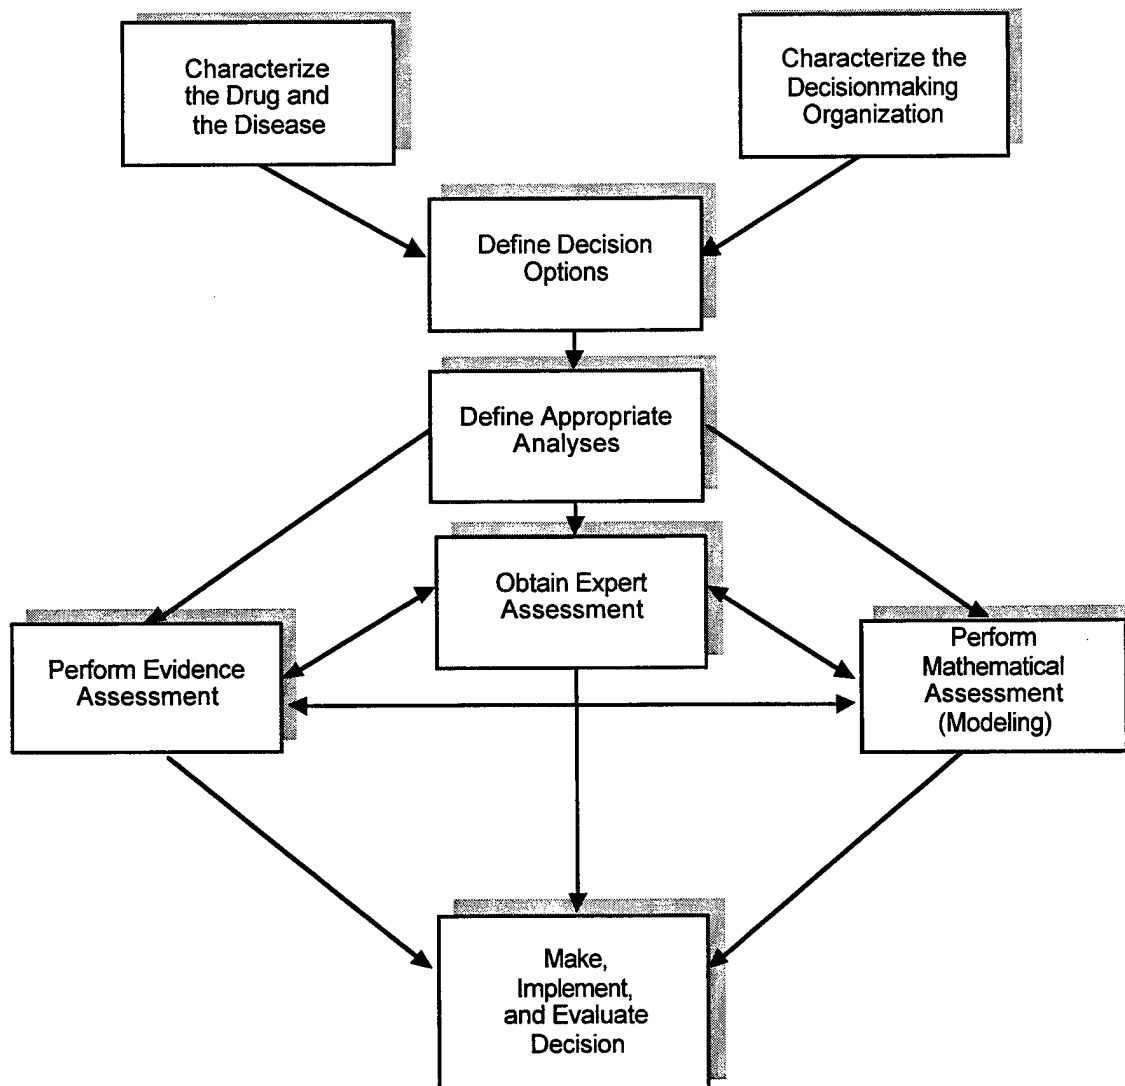 Characterize
the Drug and
the Disease
Characterize the
Decisionmaking
Organization
Define Decision
Options
Define Appropriate
Analyses
Obtain Expert
Assessment
Perform Evidence
Assessment
Perform
Mathematical
Assessment
(Modeling)
Make,
Implement,
and Evaluate
Decision